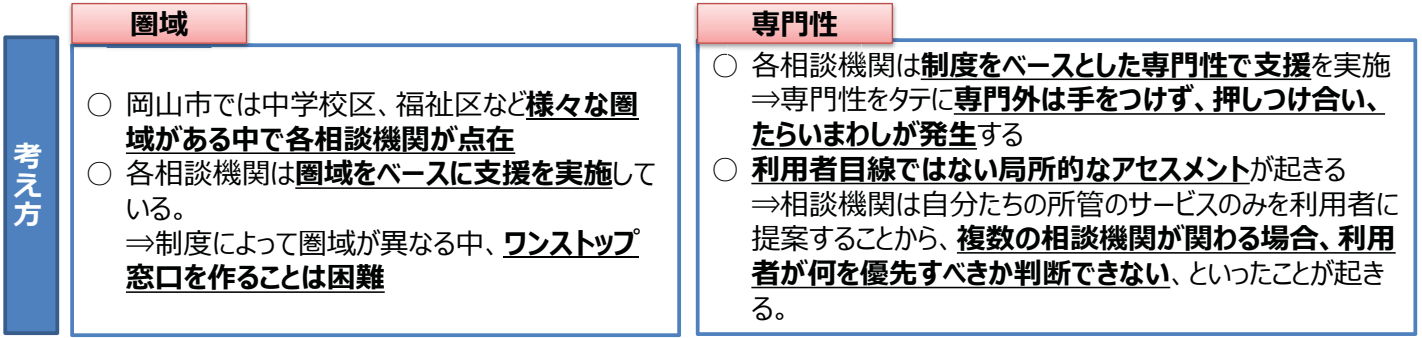 考え方
圏域
○ 岡山市では中学校区、福祉区など様々な圏
域がある中で各相談機関が点在
○ 各相談機関は圏域をベースに支援を実施して
いる。
⇒制度によって圏域が異なる中、ワンストップ
窓口を作ることは困難
専門性
○ 各相談機関は制度をベースとした専門性で支援を実施
⇒専門性をタテに専門外は手をつけず、押しつけ合い、
たらいまわしが発生する
○ 利用者目線ではない局所的なアセスメントが起きる
⇒相談機関は自分たちの所管のサービスのみを利用者に
提案することから、複数の相談機関が関わる場合、利用
者が何を優先すべきか判断できない、といったことが起き
る。